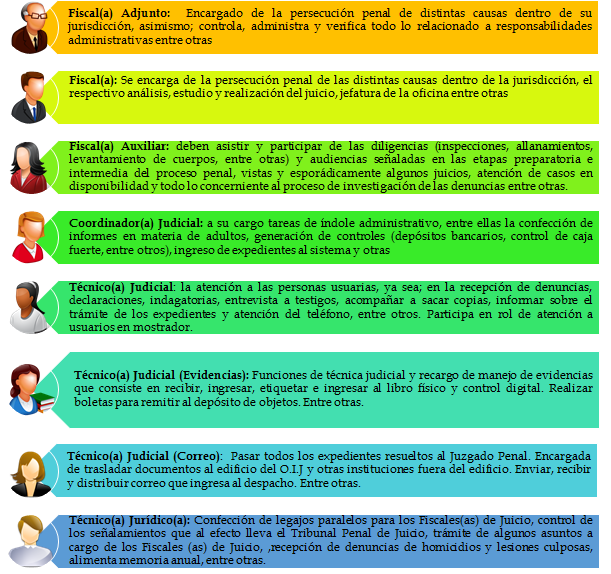 Fiscal(a) Adjunto: Encargado de la persecución penal de distintas causas dentro de su
jurisdicción, asimismo; controla, administra y verifica todo lo relacionado a responsabilidades
administrativas entre otras
Fiscal(a): Se encarga de la persecución penal de las distintas causas dentro de la jurisdicción, el
respectivo análisis, estudio y realización del juicio, jefatura de la oficina entre otras
Fiscal(a) Auxiliar: deben asistir y participar de las diligencias (inspecciones, allanamientos,
levantamiento de cuerpos, entre otras) y audiencias señaladas en las etapas preparatoria e
intermedia del proceso penal, vistas y esporádicamente algunos juicios, atención de casos en
disponibilidad y todo lo concerniente al proceso de investigación de las denuncias entre otras.
Coordinador(a) Judicial: a su cargo tareas de índole administrativo, entre ellas la confección de
informes en materia de adultos, generación de controles (depósitos bancarios, control de caja
fuerte, entre otros), ingreso de expedientes al sistema y otras
Técnico(a) Judicial: la atención a las personas usuarias, ya sea; en la recepción de denuncias,
declaraciones, indagatorias, entrevista a testigos, acompañar a sacar copias, informar sobre el
trámite de los expedientes y atención del teléfono, entre otros. Participa en rol de atención a
usuarios en mostrador.
Técnico(a) Judicial (Evidencias): Funciones de técnica judicial y recargo de manejo de evidencias
que consiste en recibir, ingresar, etiquetar e ingresar al libro físico y control digital. Realizar
boletas para remitir al depósito de objetos. Entre otras.
Técnico(a) Judicial (Correo): Pasar todos los expedientes resueltos al Juzgado Penal. Encargada
de trasladar documentos al edificio del O.I.J y otras instituciones fuera del edificio. Enviar, recibir
y distribuir correo que ingresa al despacho. Entre otras.
Técnico(a) Jurídico(a): Confección de legajos paralelos para los Fiscales(as) de Juicio, control de
los señalamientos que al efecto lleva el Tribunal Penal de Juicio, trámite de algunos asuntos a
cargo de los Fiscales (as) de Juicio, ,recepción de denuncias de homicidios y lesiones culposas,
alimenta memoria anual, entre otras.